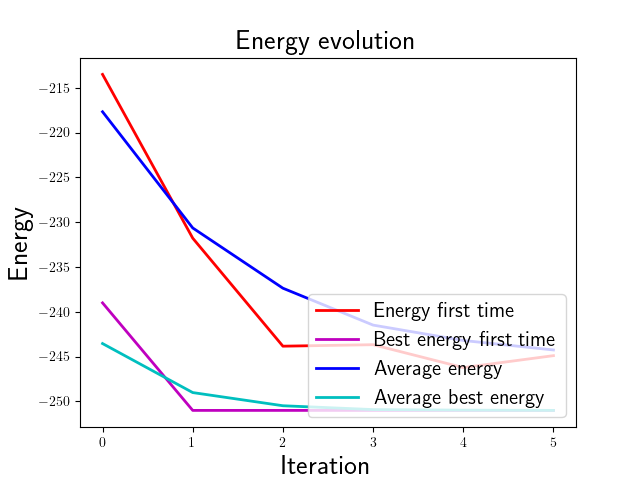 Energy evolution
Energy
−215
−220
−225
−230
−235
−240
−245
−250
Energy first time
Best energy first time
Average energy
Average best energy
0 1 2 3 4 5
Iteration